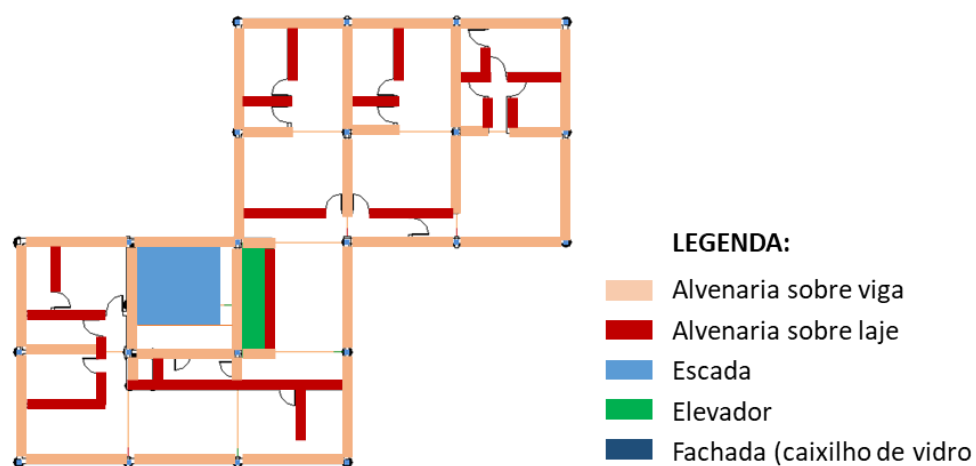 LEGENDA:
Alvenaria sobre viga
Alvenaria sobre laje
Escada
Elevador
Fachada (caixilho de vidro